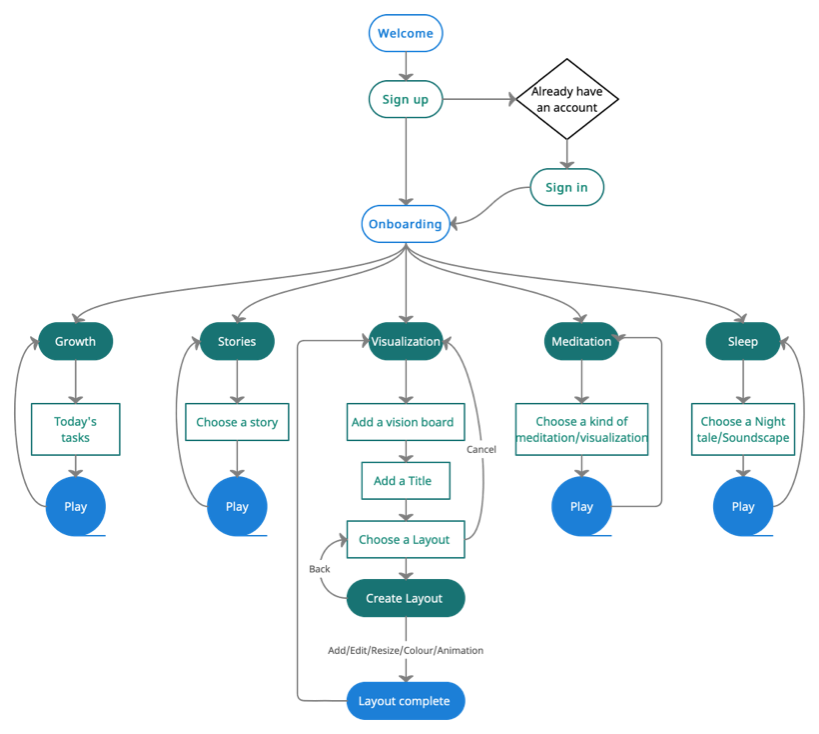 Welcome
Sign up
Already have
an account
Sign in
Onboarding
Growth
Stories
Visualization
Meditation
Sleep
Today's
tasks
Choose a story
Add a vision board
Choose a kind of
meditation/visualization
Choose a Night
tale/Soundscape
Cancel
Add a Title
Play
Play
Play
Play
Choose a Layout
Back
Create Layout
Add/Edit/Resize/Colour/Animation
Layout complete